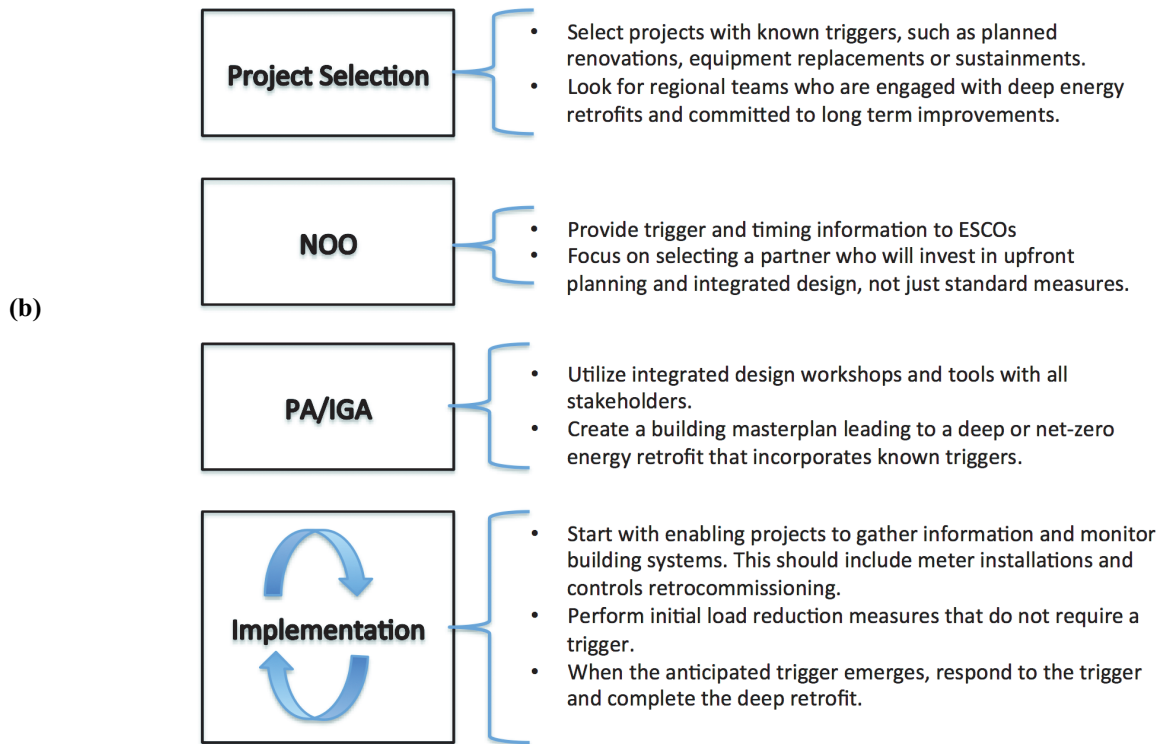 Project Selection
• Select projects with known triggers, such as planned
renovations, equipment replacements or sustainments.
• Look for regional teams who are engaged with deep energy
retrofits and committed to long term improvements.
NOO
• Provide trigger and timing information to ESCOs
• Focus on selecting a partner who will invest in upfront
planning and integrated design, not just standard measures.
(b)
PA/IGA
• Utilize integrated design workshops and tools with all
stakeholders.
• Create a building masterplan leading to a deep or net-zero
energy retrofit that incorporates known triggers.
Implementation
• Start with enabling projects to gather information and monitor
building systems. This should include meter installations and
controls retrocommissioning.
• Perform initial load reduction measures that do not require a
trigger.
• When the anticipated trigger emerges, respond to the trigger
and complete the deep retrofit.